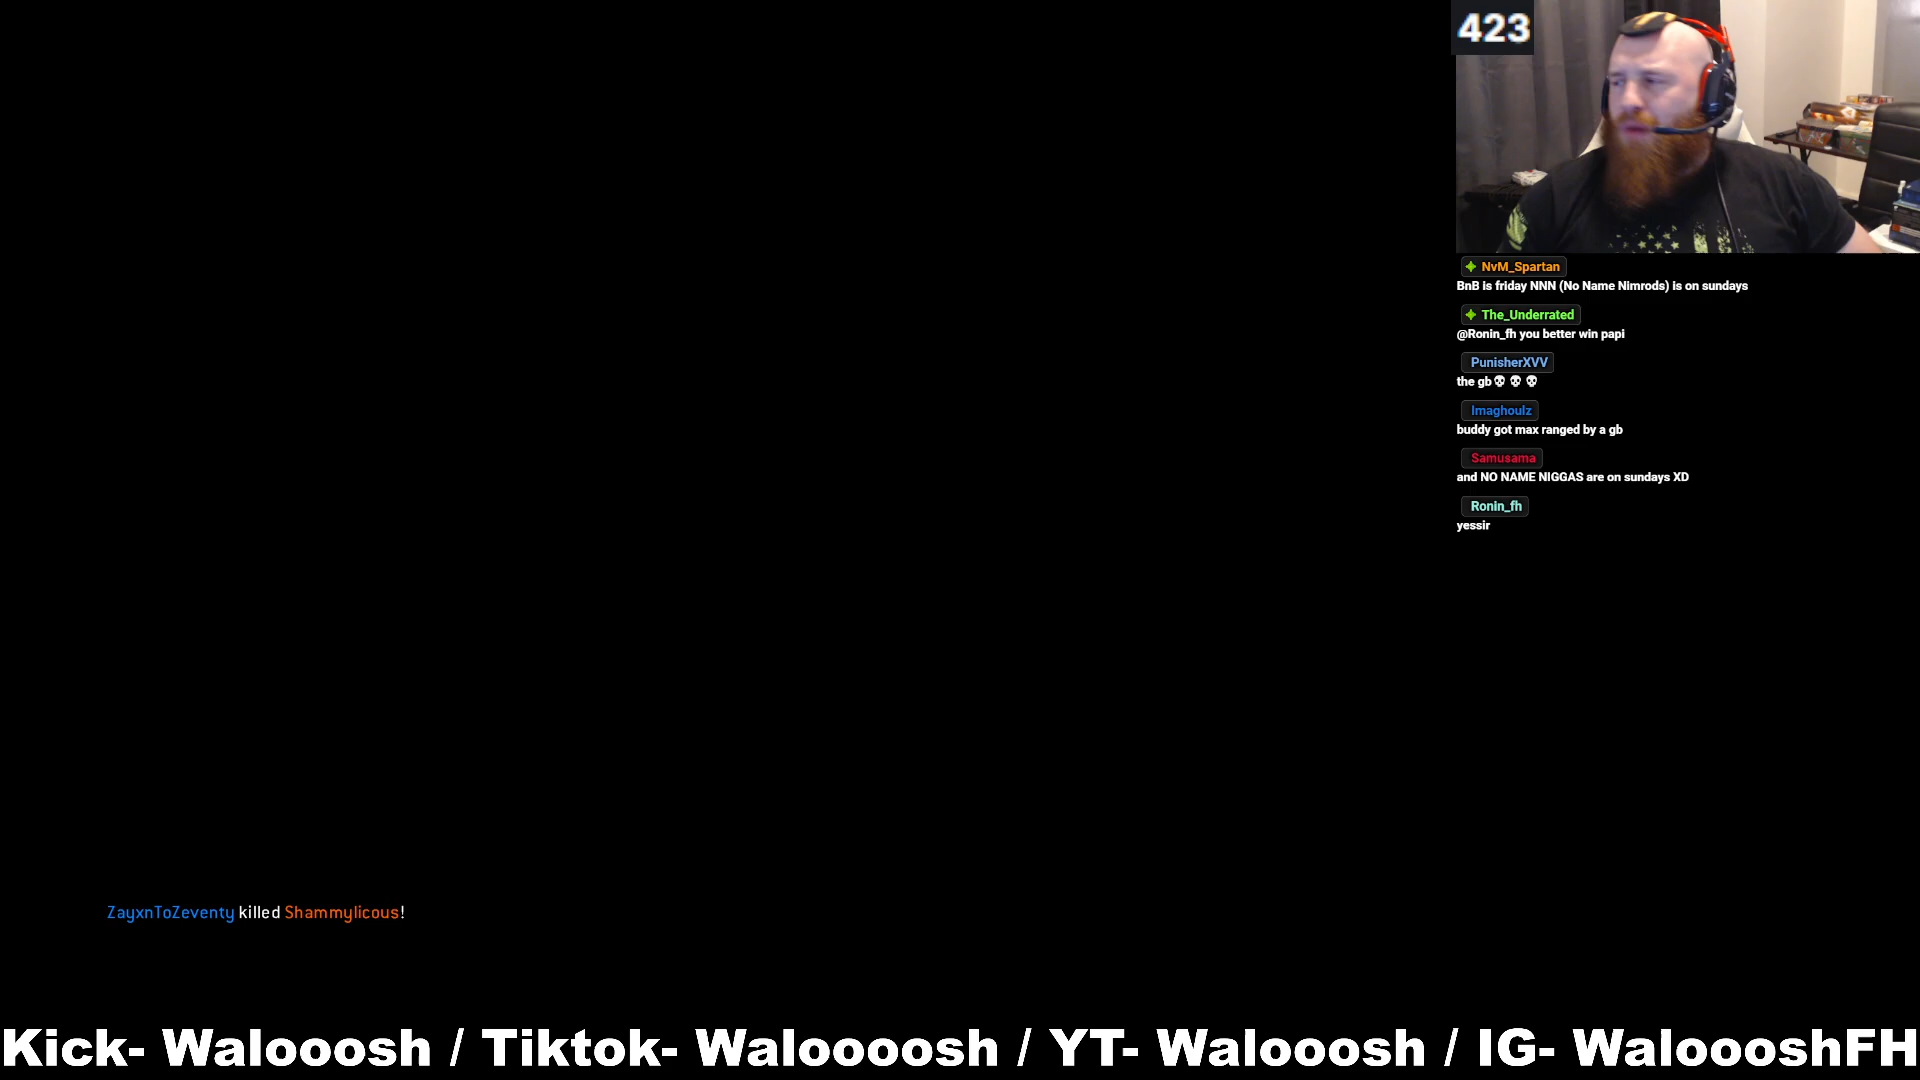 423
NvM_Spartan
BnB is friday NNN (No Name Nimrods) is on sundays
The_Underrated
@Ronin_fh you better win papi
PunisherXVV
the gb💀 💀 💀
Imaghoulz
buddy got max ranged by a gb
Samusama
and NO NAME NIGGAS are on sundays XD
Ronin_fh
yessir
ZayxnToZeventy killed Shammylicous!
Kick- Walooosh / Tiktok- Waloooosh / YT- Walooosh / IG- WaloooshFH